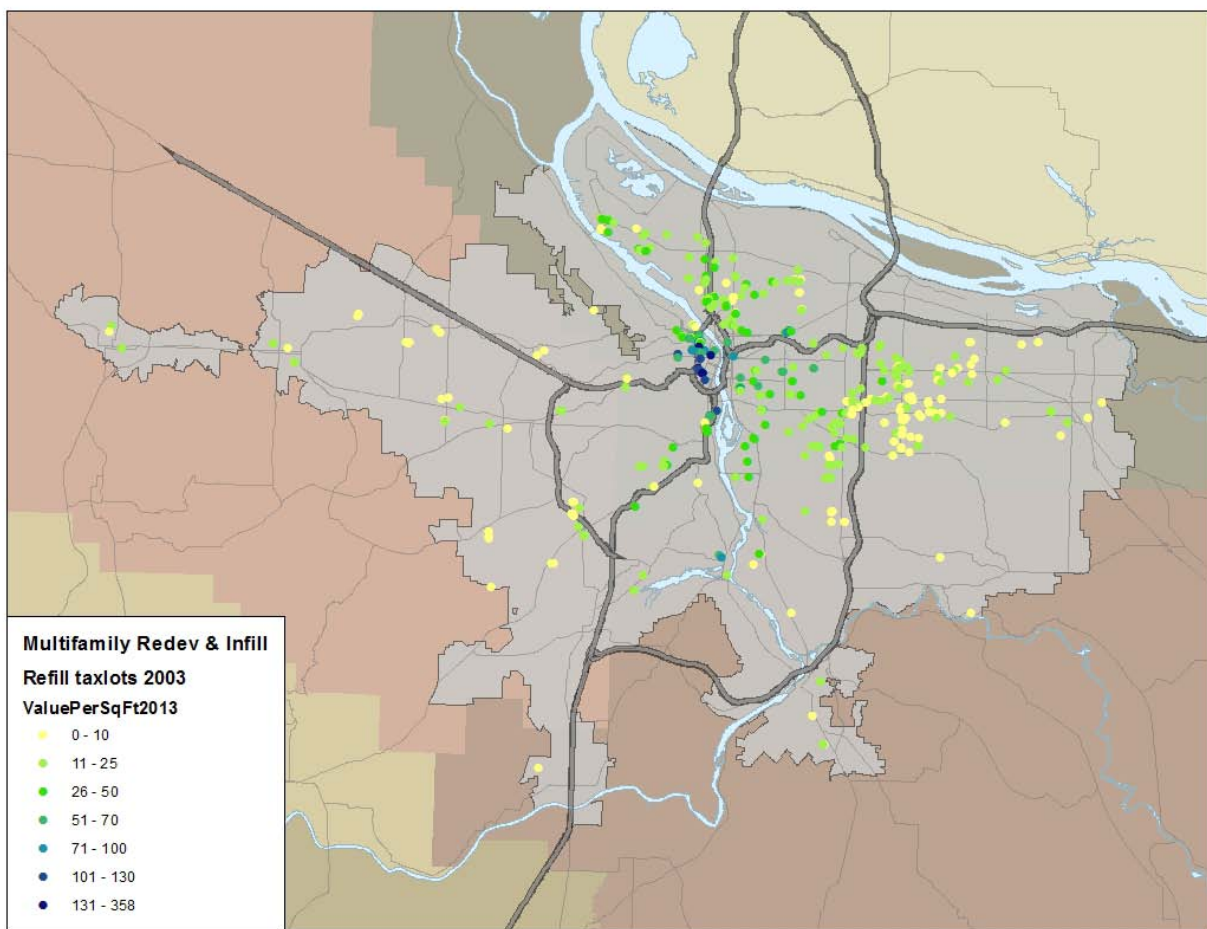 Multifamily Redev & Infill
Refill taxlots 2003
ValuePerSqFt2013
0 - 10
11 - 25
26 - 50
51 - 70
71 - 100
101 - 130
131 - 358